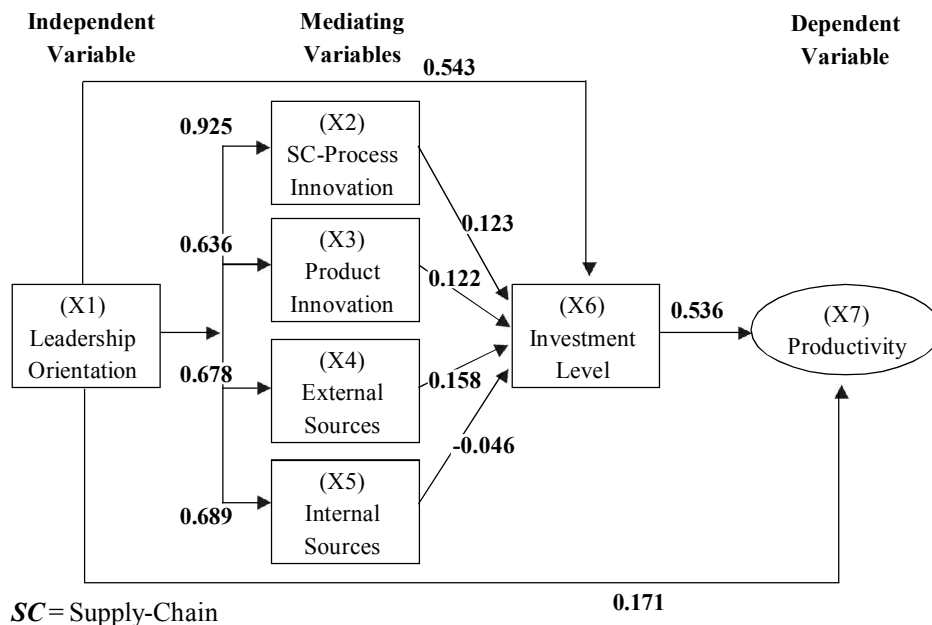 Independent
Variable
Mediating
Variables
Dependent
Variable
0.543
0.925
(X2)
SC-Process
Innovation
0.123
0.636
(X3)
Product
Innovation
0.122
(X1)
Leadership
Orientation
(X6)
Investment
Level
0.536
(X7)
Productivity
0.678
(X4)
External
Sources
0.158
-0.046
0.689
(X5)
Internal
Sources
0.171
SC = Supply-Chain